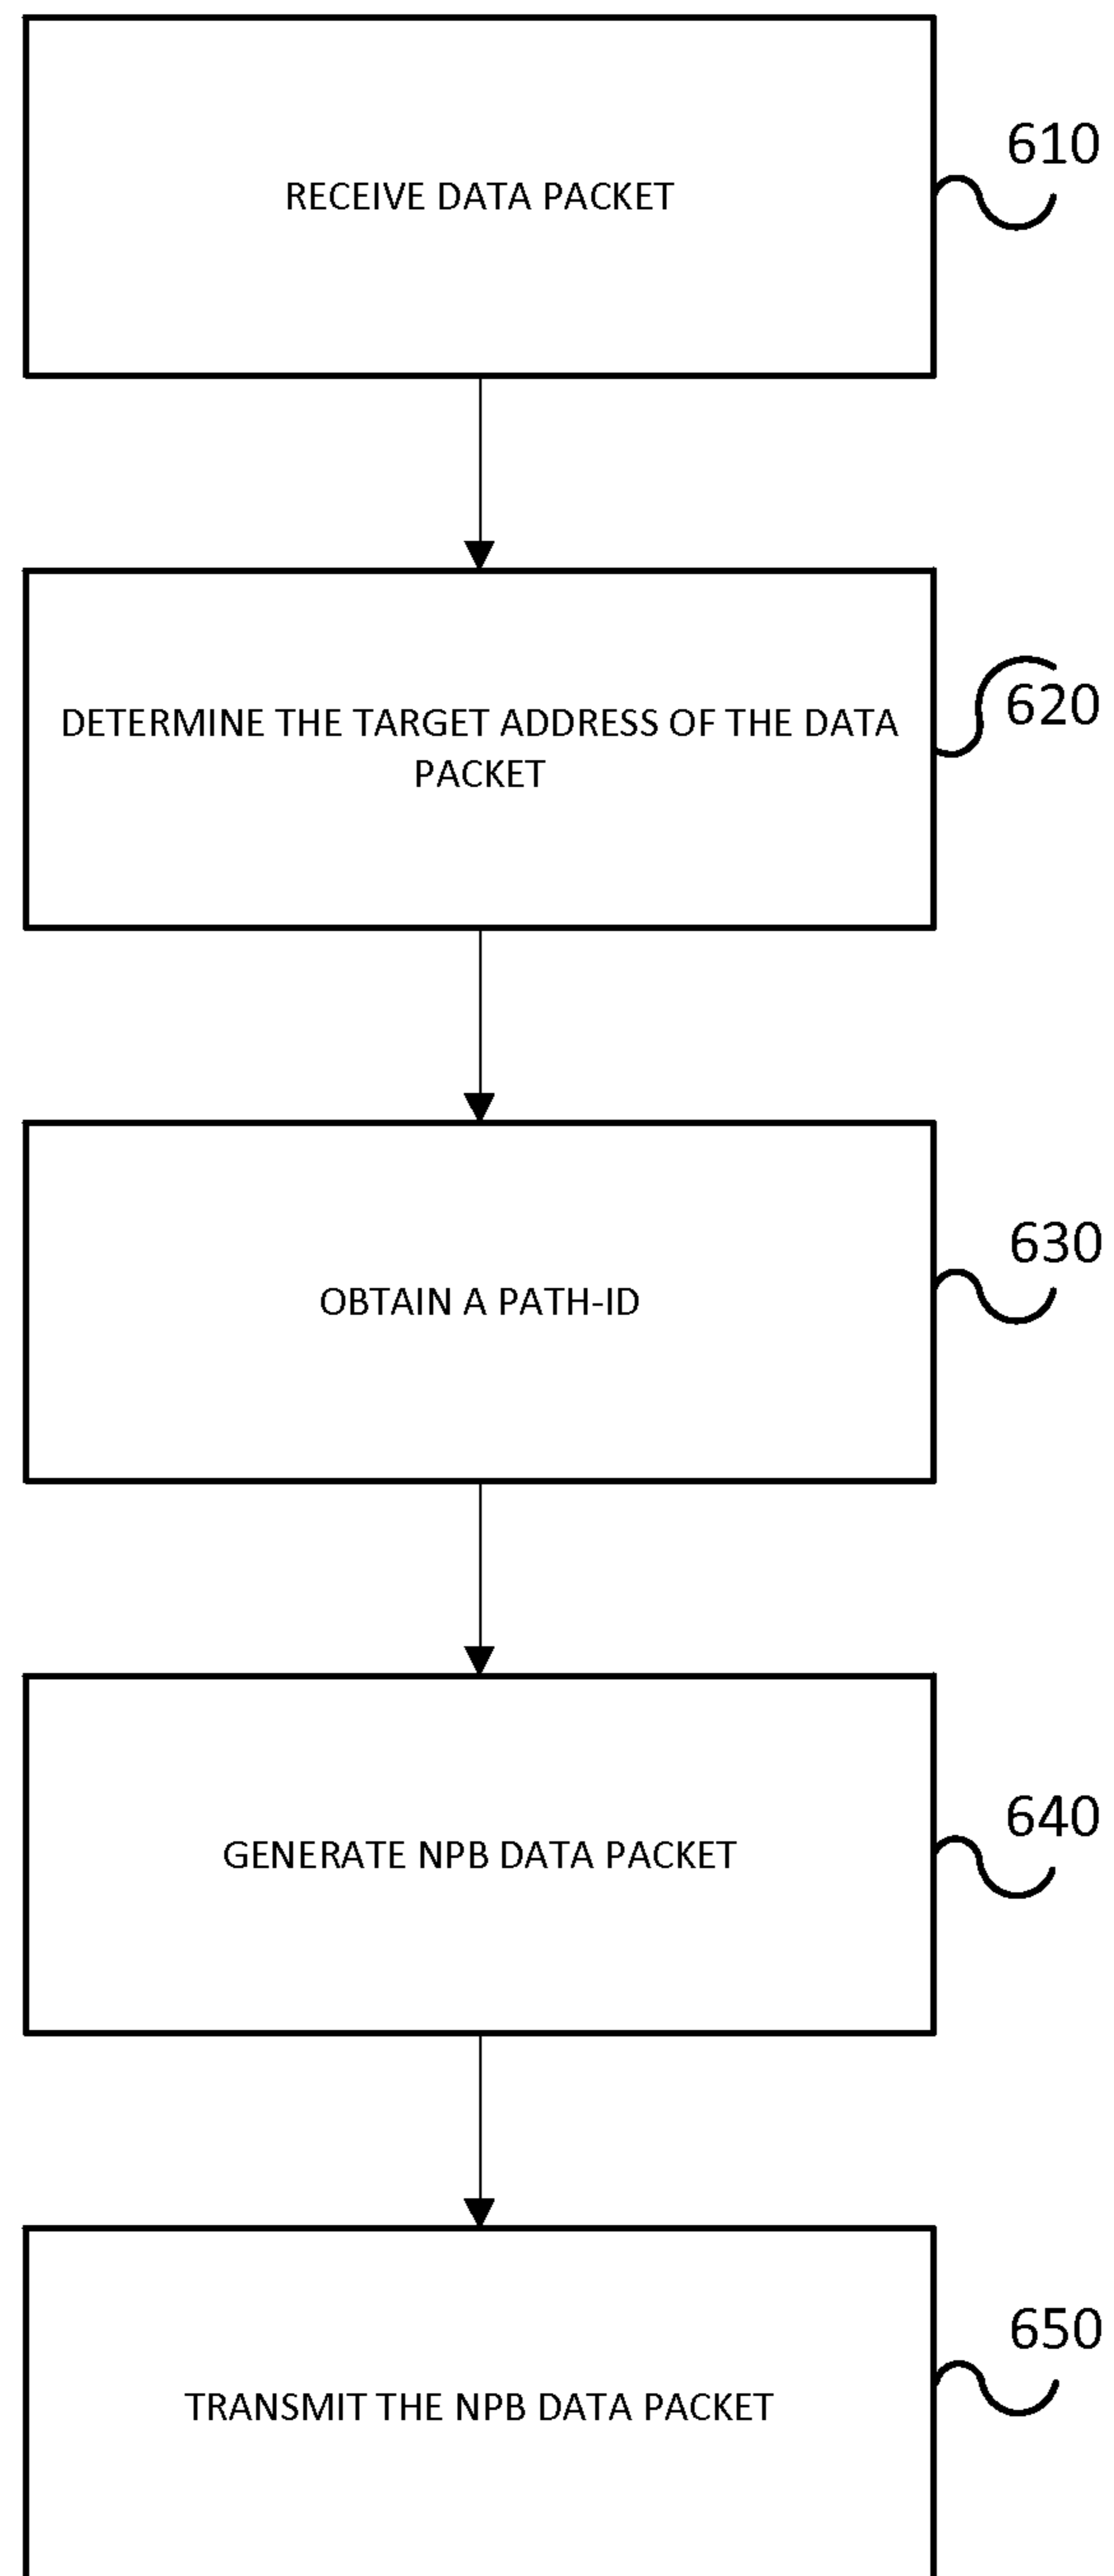 610
RECEIVE DATA PACKET
620
DETERMINE THE TARGET ADDRESS OF THE DATA
PACKET
630
OBTAIN A PATH-ID
640
GENERATE NPB DATA PACKET
650
TRANSMIT THE NPB DATA PACKET